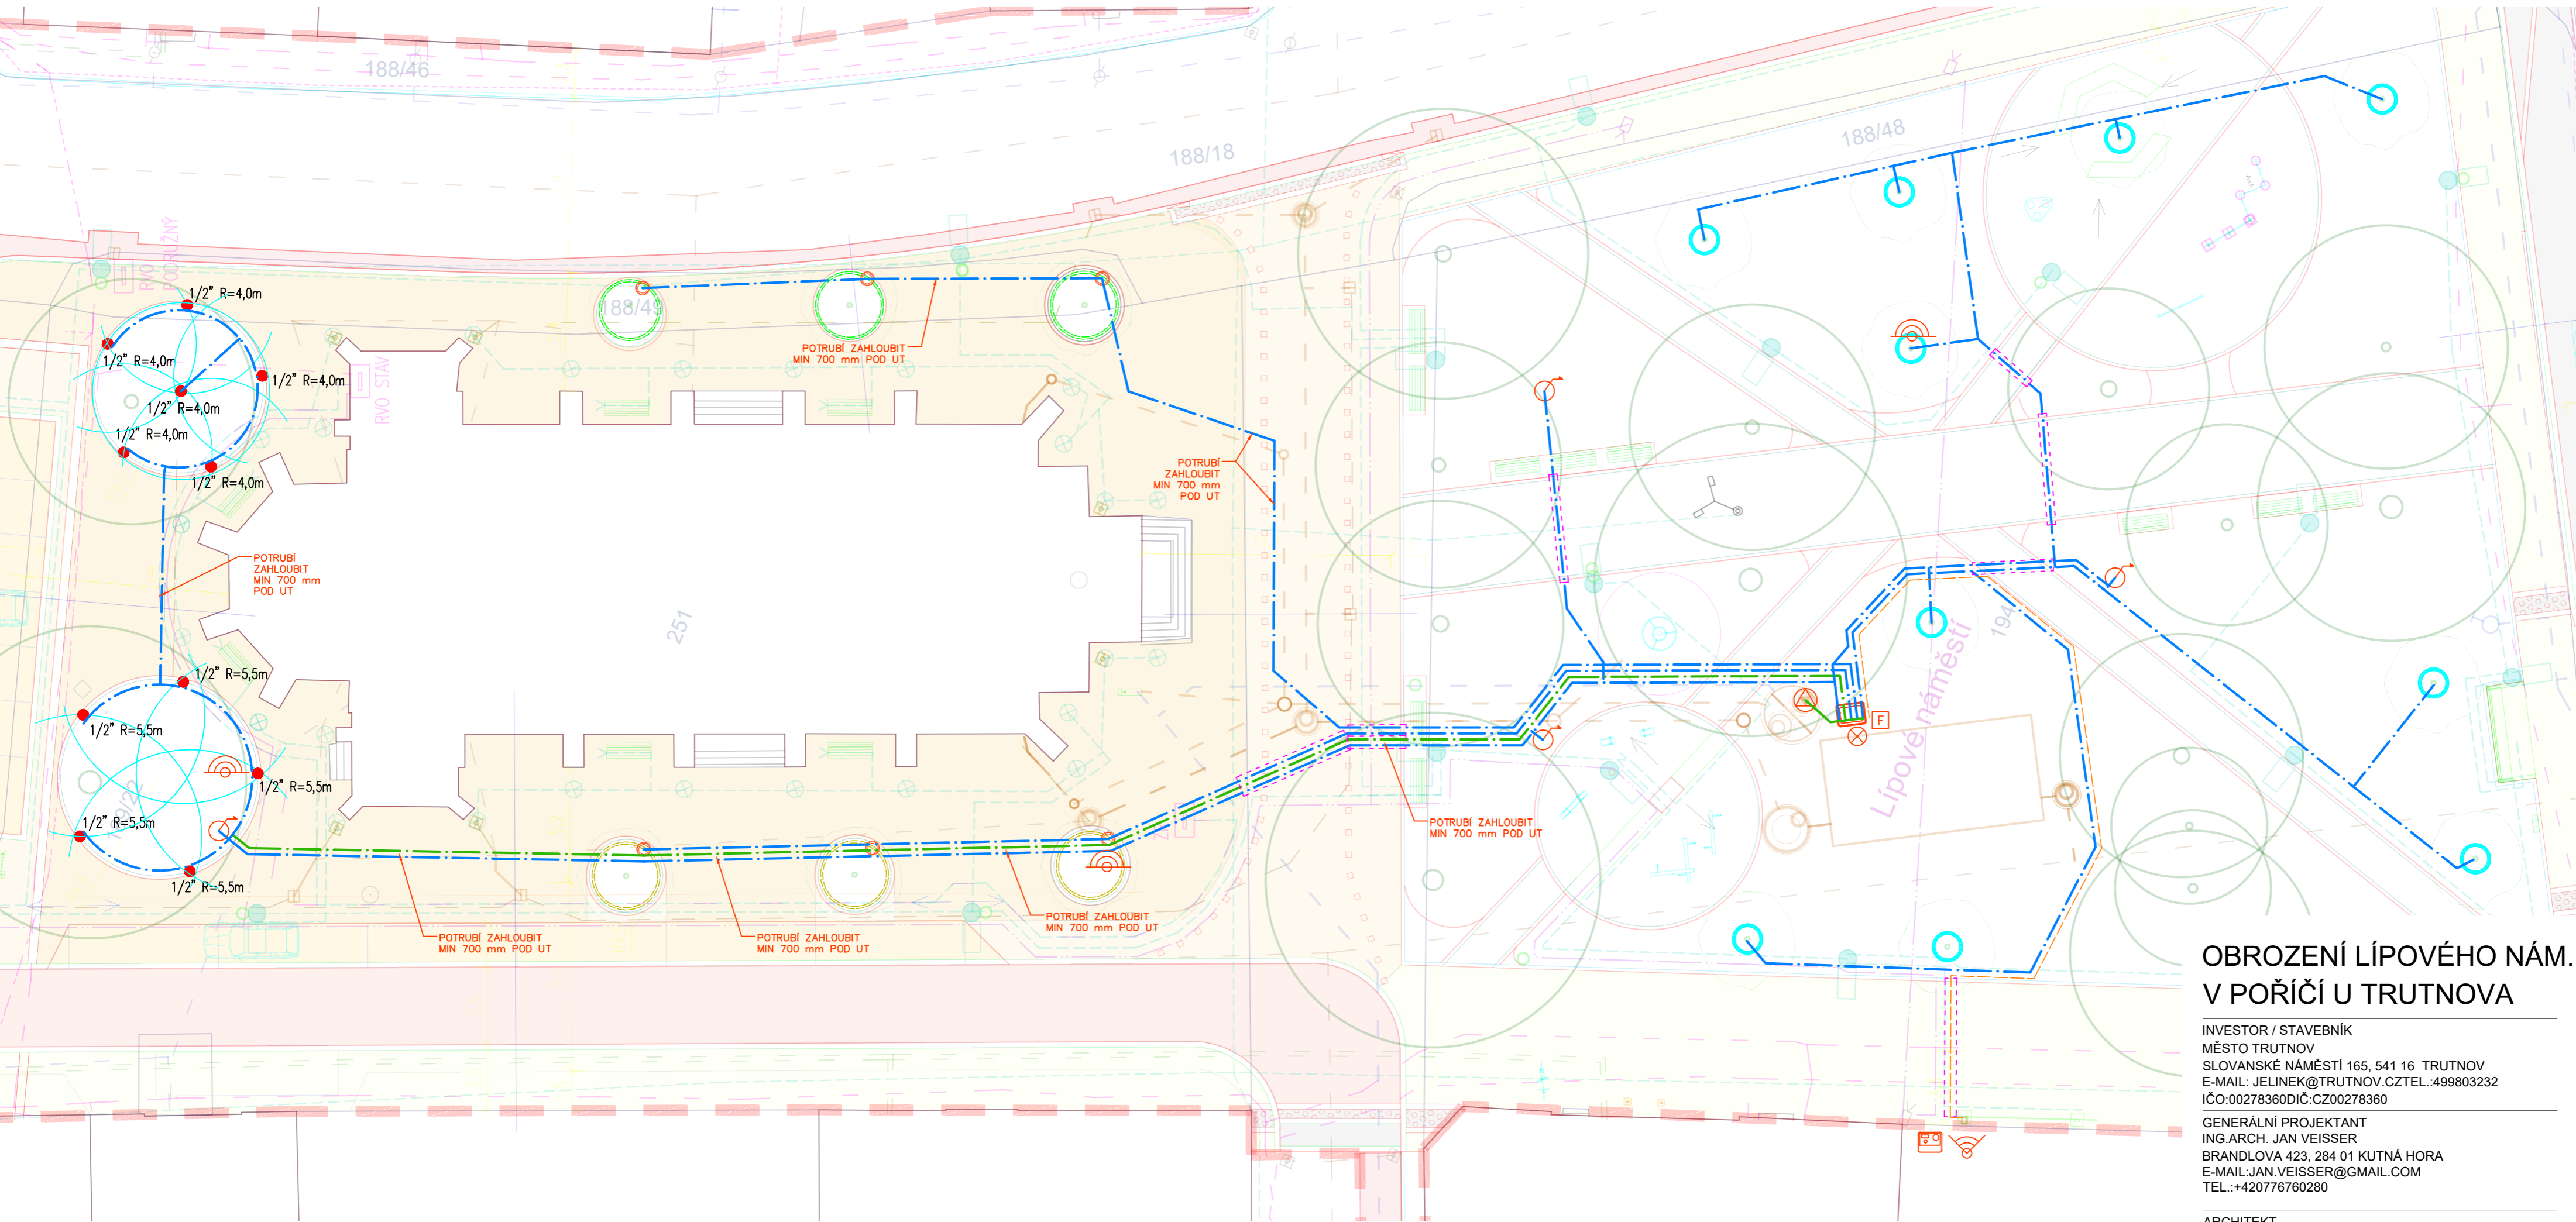 188/46
188/18
188/48
RVO
PODRUŽNÝ
188/49
RVO STAV
1/2" R=4,0m
1/2" R=4,0m
1/2" R=4,0m
1/2" R=4,0m
1/2" R=4,0m
1/2" R=4,0m
POTRUBÍ ZAHLOUBIT
MIN 700 mm POD UT
POTRUBÍ
ZAHLOUBIT
MIN 700 mm
POD UT
POTRUBÍ
ZAHLOUBIT
MIN 700 mm
POD UT
251
194
Lípové náměstí
F
1/2" R=5,5m
1/2" R=5,5m
1/2" R=5,5m
1/2" R=5,5m
1/2" R=5,5m
POTRUBÍ ZAHLOUBIT
MIN 700 mm POD UT
POTRUBÍ ZAHLOUBIT
MIN 700 mm POD UT
POTRUBÍ ZAHLOUBIT
MIN 700 mm POD UT
POTRUBÍ ZAHLOUBIT
MIN 700 mm POD UT
OBROZENÍ LÍPOVÉHO NÁM.
V POŘÍČÍ U TRUTNOVA
INVESTOR / STAVEBNÍK
MĚSTO TRUTNOV
SLOVANSKÉ NÁMĚSTÍ 165, 541 16 TRUTNOV
E-MAIL: JELINEK@TRUTNOV.CZTEL.:499803232
IČO:00278360DIČ:CZ00278360
GENERÁLNÍ PROJEKTANT
ING.ARCH. JAN VEISSER
BRANDLOVA 423, 284 01 KUTNÁ HORA
E-MAIL:JAN.VEISSER@GMAIL.COM
TEL.:+420776760280
ARCHITEKT